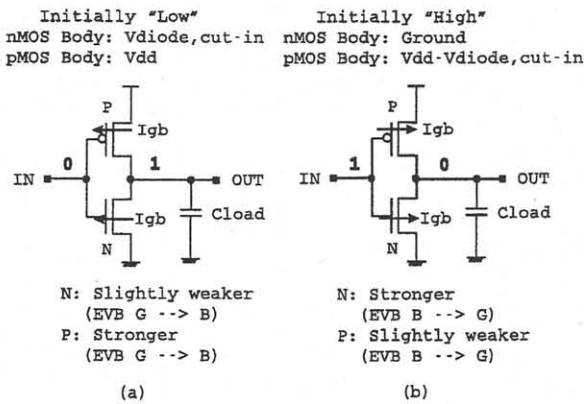 Initially "Low"
nMOS Body: Vdiode,cut-in
pMOS Body: Vdd
P
Igb
0
1
IN
OUT
Igb
Cload
N
N: Slightly weaker
(EVB G --> B)
P: Stronger
(EVB G --> B)
(a)
Initially "High"
nMOS Body: Ground
pMOS Body: Vdd-Vdiode,cut-in
P
Igb
1
0
IN
OUT
Igb
Cload
N
N: Stronger
(EVB B --> G)
P: Slightly weaker
(EVB B --> G)
(b)